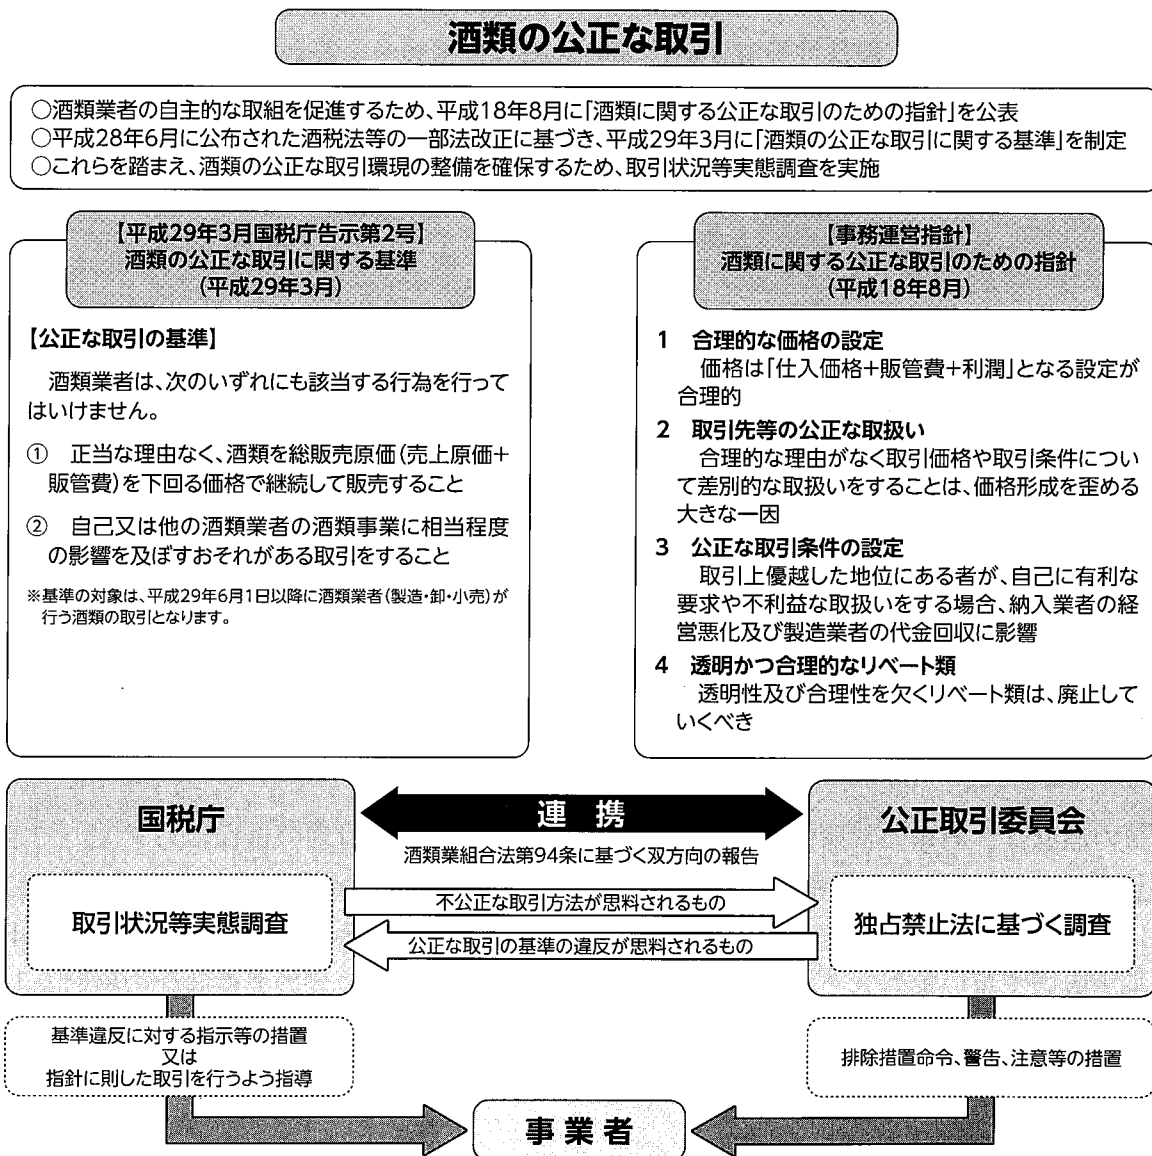 酒類の公正な取引
○酒類業者の自主的な取組を促進するため、平成18年8月に「酒類に関する公正な取引のための指針」を公表
○平成28年6月に公布された酒税法等の一部法改正に基づき、平成29年3月に「酒類の公正な取引に関する基準」を制定
○これらを踏まえ、酒類の公正な取引環現の整備を確保するため、取引状況等実態調査を実施
【平成29年3月国税庁告示第2号】
酒類の公正な取引に関する基準
(平成29年3月)
【公正な取引の基準】
酒類業者は、次のいずれにも該当する行為を行って
はいけません。
① 正当な理由なく、酒類を総販売原価(売上原価+
販管費)を下回る価格で継続して販売すること
② 自己又は他の酒類業者の酒類事業に相当程度
の影響を及ぼすおそれがある取引をすること
※基準の対象は、平成29年6月1日以降に酒類業者(製造・卸・小売)が
行う酒類の取引となります。
【事務運営指針】
酒類に関する公正な取引のための指針
(平成18年8月)
1 合理的な価格の設定
価格は「仕入価格+販管費+利潤」となる設定が
合理的
2 取引先等の公正な取扱い
合理的な理由がなく取引価格や取引条件につい
て差別的な取扱いをすることは、価格形成を歪める
大きな一因
3 公正な取引条件の設定
取引上優越した地位にある者が、自己に有利な
要求や不利益な取扱いをする場合、納入業者の経
営悪化及び製造業者の代金回収に影響
4 透明かつ合理的なリベート類
透明性及び合理性を欠くリベート類は、廃止して
いくべき
国税庁
連携
公正取引委員会
酒類業組合法第94条に基づく双方向の報告
取引状況等実態調査
不公正な取引方法が思料されるもの
公正な取引の基準の違反が思料されるもの
独占禁止法に基づく調査
基準違反に対する指示等の措置
又は
指針に則した取引を行うよう指導
排除措置命令、警告、注意等の措置
事業者